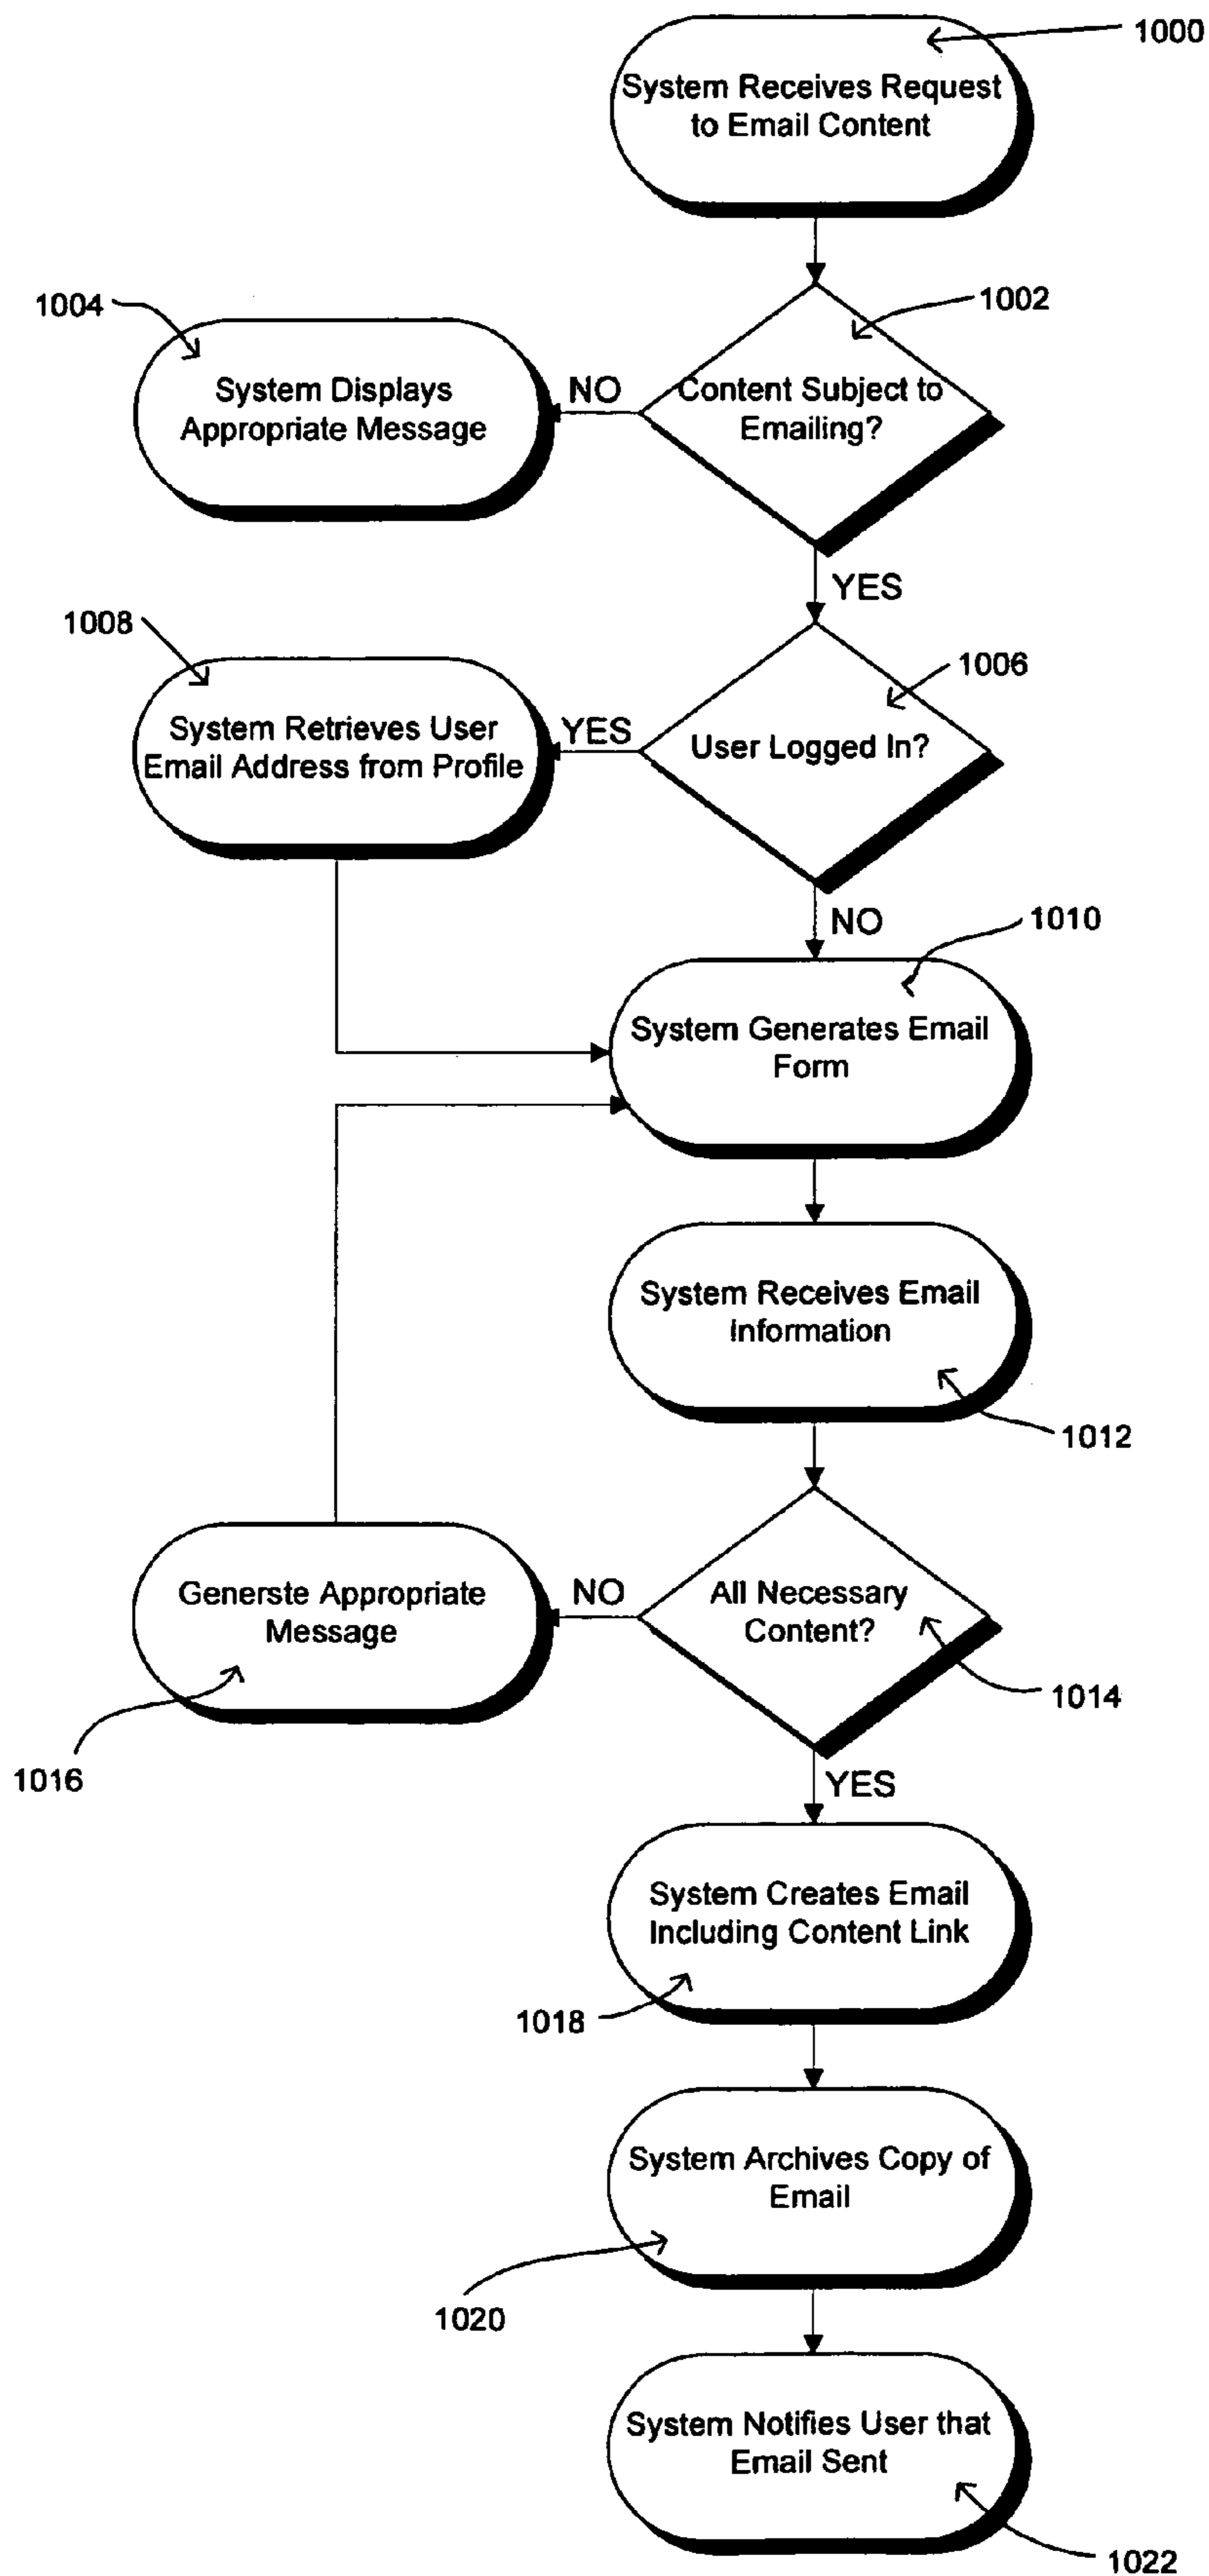 1000
System Receives Request
to Email Content
1002
1004
Content Subject to
Emailing?
NO
System Displays
Appropriate Message
YES
1006
1008
User Logged In?
YES
System Retrieves User
Email Address from Profile
NO
1010
System Generates Email
Form
System Receives Email
Information
1012
All Necessary
Content?
NO
Generste Appropriate
Message
1014
1016
YES
System Creates Email
Including Content Link
1018
System Archives Copy of
Email
1020
System Notifies User that
Email Sent
1022